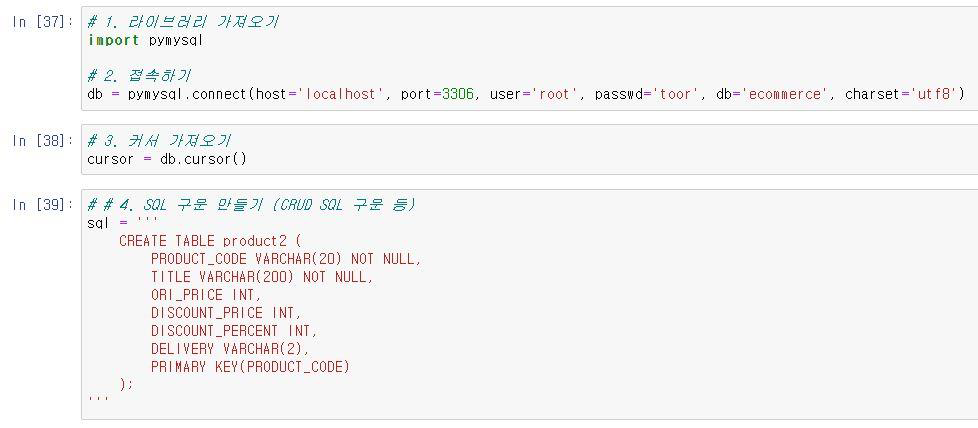 In [37]: # 1. 라이브러리 가져오기
import pymysql
# 2. 접속하기
db = pymysql.connect(host='localhost', port=3306, user='root', passwd='toor', db='ecommerce', charset='utf8')
In [38]: # 3. 커서 가져오기
cursor = db.cursor()
In [39]: # # 4. SQL 구문 만들기 (CRUD SQL 구문 등)
sql = '''
CREATE TABLE product2 (
PRODUCT_CODE VARCHAR(20) NOT NULL,
TITLE VARCHAR(200) NOT NULL,
ORI_PRICE INT,
DISCOUNT_PRICE INT,
DISCOUNT_PERCENT INT,
DELIVERY VARCHAR(2),
PRIMARY KEY(PRODUCT_CODE)
);
'''